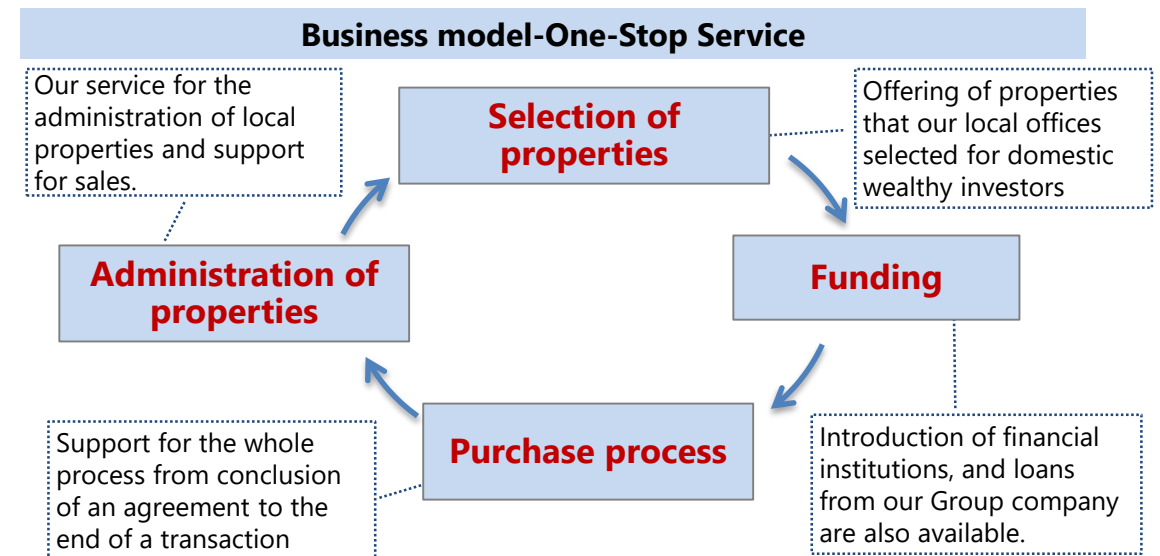 Business model-One-Stop Service
Our service for the
administration of local
properties and support
for sales.
Selection of
properties
Offering of properties
that our local offices
selected for domestic
wealthy investors
Administration of
properties
Funding
Purchase process
Support for the whole
process from conclusion
of an agreement to the
end of a transaction
Introduction of financial
institutions, and loans
from our Group company
are also available.